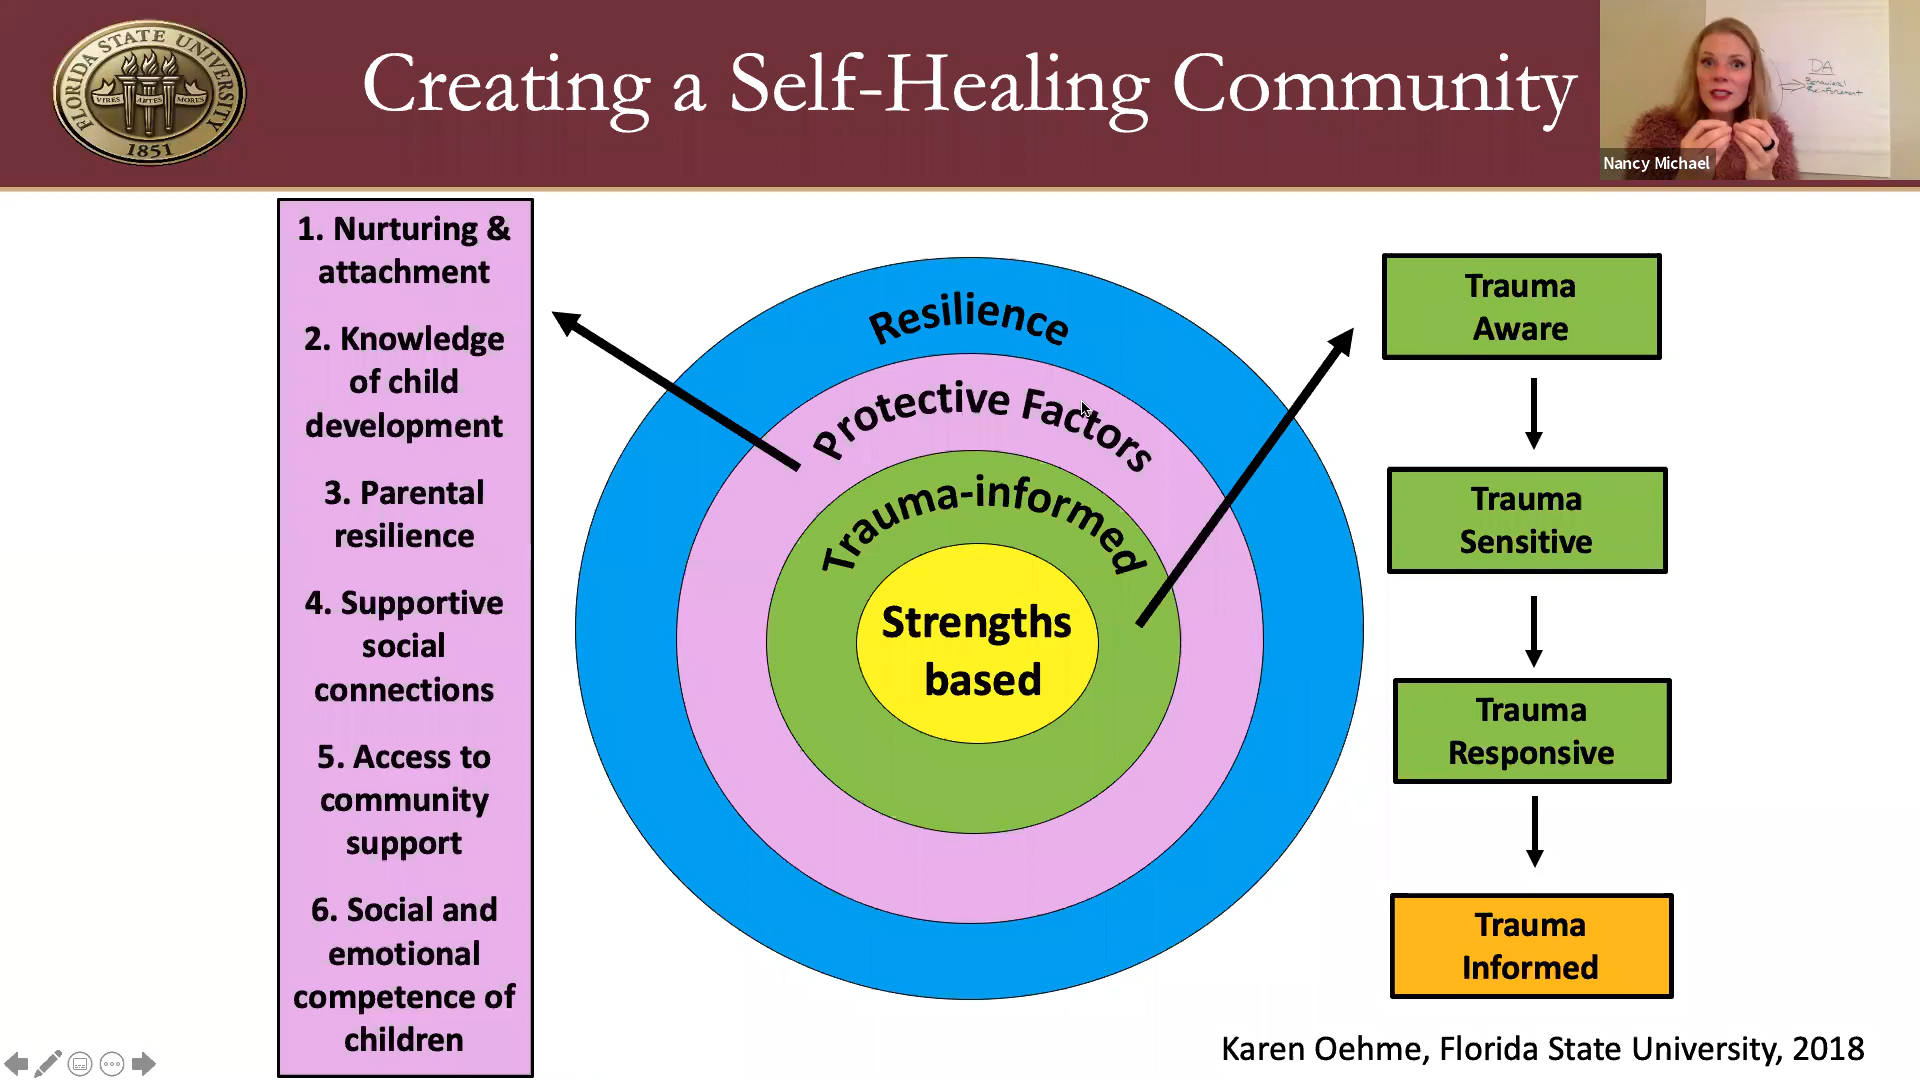 FLORIDA STATE UNIVERSITY
VIRES ARTES MORES
1851
Creating a Self-Healing Community
DA
Behavioral
Reinforcement
Nancy Michael
1. Nurturing &
attachment
2. Knowledge
of child
development
3. Parental
resilience
4. Supportive
social
connections
5. Access to
community
support
6. Social and
emotional
competence of
children
Resilience
Protective Factors
Trauma-informed
Strengths
based
Trauma
Aware
Trauma
Sensitive
Trauma
Responsive
Trauma
Informed
Karen Oehme, Florida State University, 2018